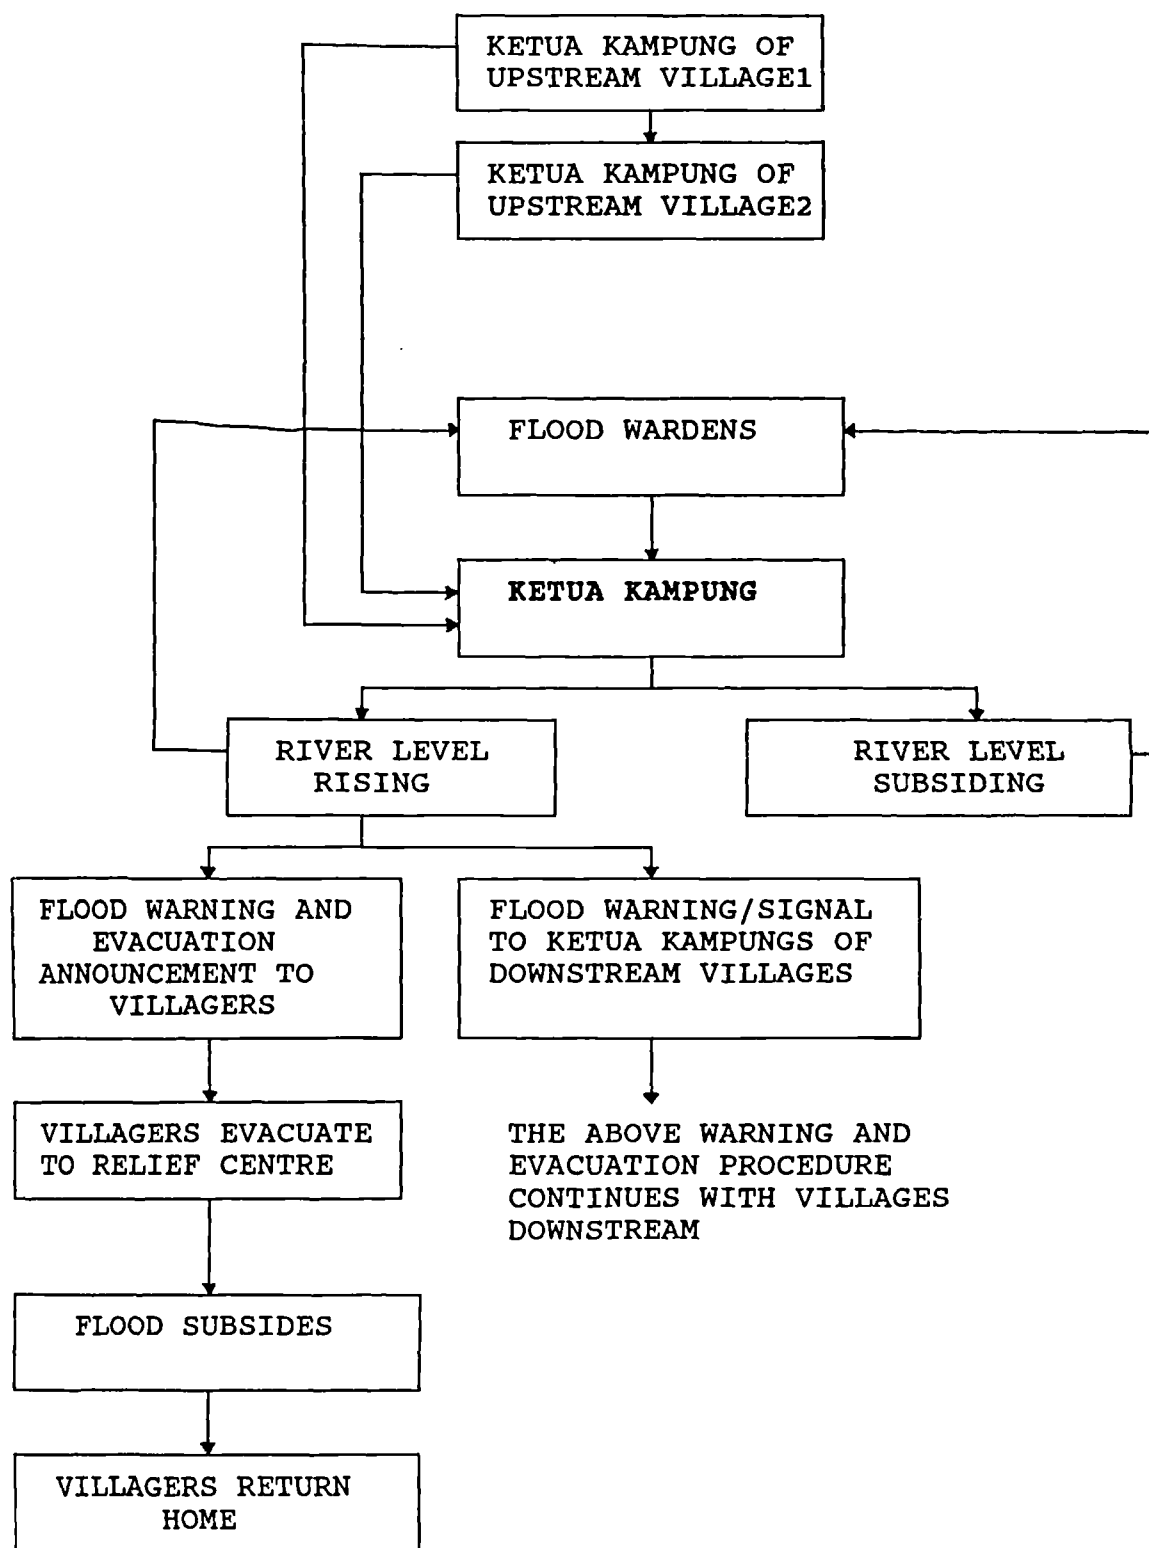 KETUA KAMPUNG OF
UPSTREAM VILLAGE1
KETUA KAMPUNG OF
UPSTREAM VILLAGE2
FLOOD WARDENS
KETUA KAMPUNG
RIVER LEVEL
RISING
RIVER LEVEL
SUBSIDING
FLOOD WARNING AND
EVACUATION
ANNOUNCEMENT TO
VILLAGERS
FLOOD WARNING/SIGNAL
TO KETUA KAMPUNGS OF
DOWNSTREAM VILLAGES
VILLAGERS EVACUATE
TO RELIEF CENTRE
THE ABOVE WARNING AND
EVACUATION PROCEDURE
CONTINUES WITH VILLAGES
DOWNSTREAM
FLOOD SUBSIDES
VILLAGERS RETURN
HOME